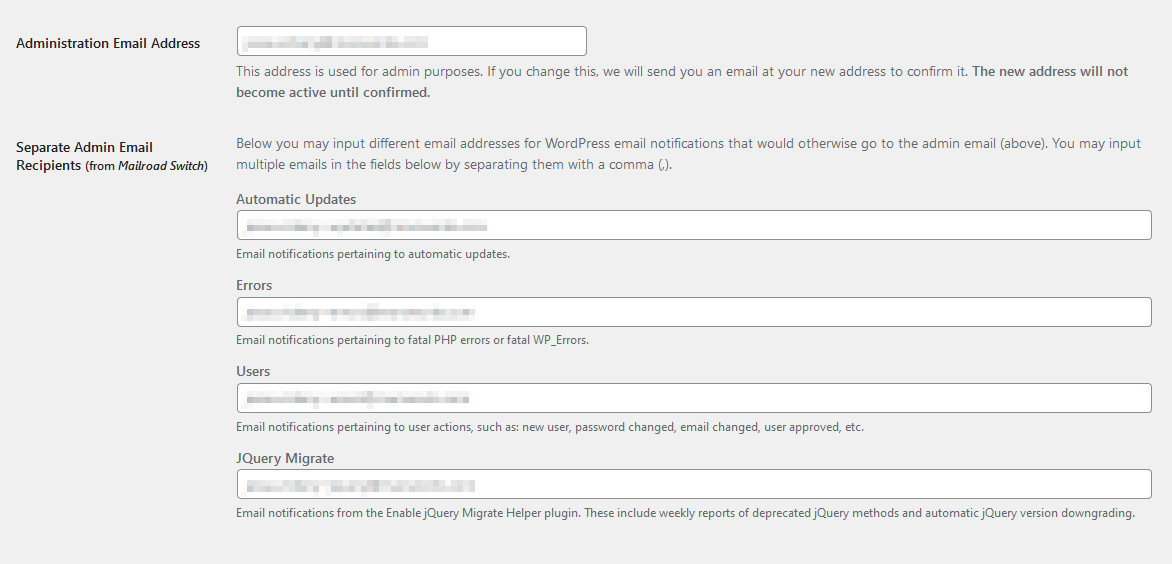 Administration Email Address
This address is used for admin purposes. If you change this, we will send you an email at your new address to confirm it. The new address will not
become active until confirmed.
Separate Admin Email
Recipients (from Mailroad Switch)
Below you may input different email addresses for WordPress email notifications that would otherwise go to the admin email (above). You may input
multiple emails in the fields below by separating them with a comma (,).
Automatic Updates
Email notifications pertaining to automatic updates.
Errors
Email notifications pertaining to fatal PHP errors or fatal WP_Errors.
Users
Email notifications pertaining to user actions, such as: new user, password changed, email changed, user approved, etc.
JQuery Migrate
Email notifications from the Enable jQuery Migrate Helper plugin. These include weekly reports of deprecated jQuery methods and automatic jQuery version downgrading.